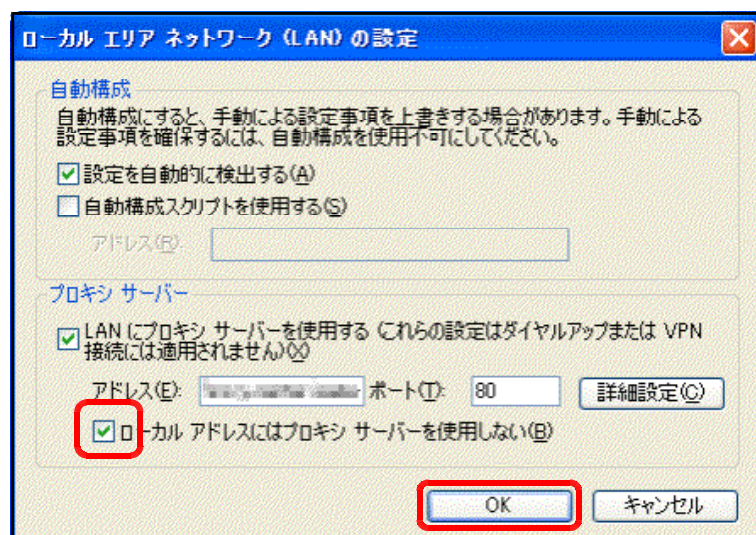 ローカル エリア ネットワーク (LAN) の設定
自動構成
自動構成にすると、手動による設定事項を上書きする場合があります。手動による
設定事項を確保するには、自動構成を使用不可にしてください。
設定を自動的に検出する(A)
自動構成スクリプトを使用する(S)
アドレス(R):
プロキシ サーバー
LAN にプロキシ サーバーを使用する (これらの設定はダイヤルアップまたは VPN
接続には適用されません)(X)
アドレス(E): ポート(T): 80 詳細設定(C)
ローカル アドレスにはプロキシ サーバーを使用しない(B)
OK キャンセル